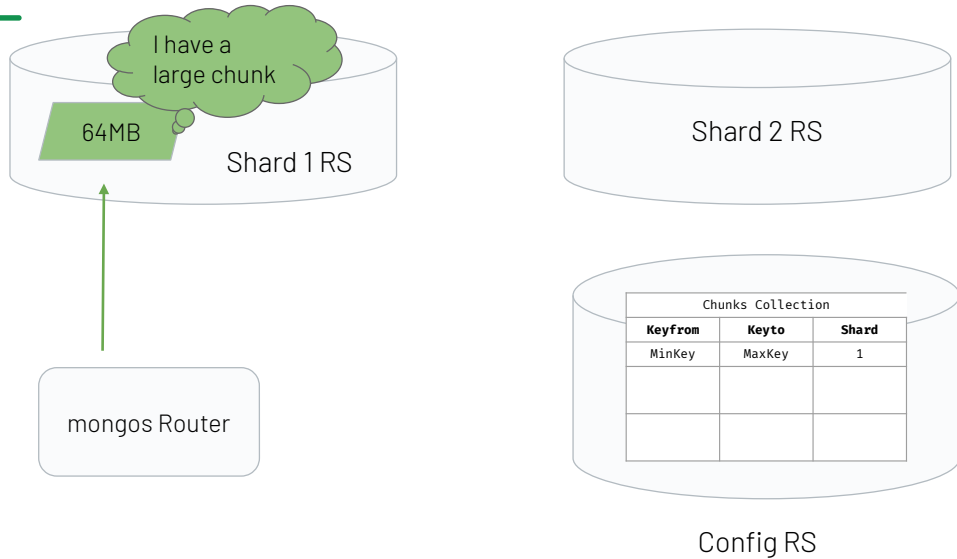 I have a
large chunk
64MB
Shard 1 RS
Shard 2 RS
mongos Router
Chunks Collection
Keyfrom Keyto Shard
MinKey MaxKey 1
Config RS